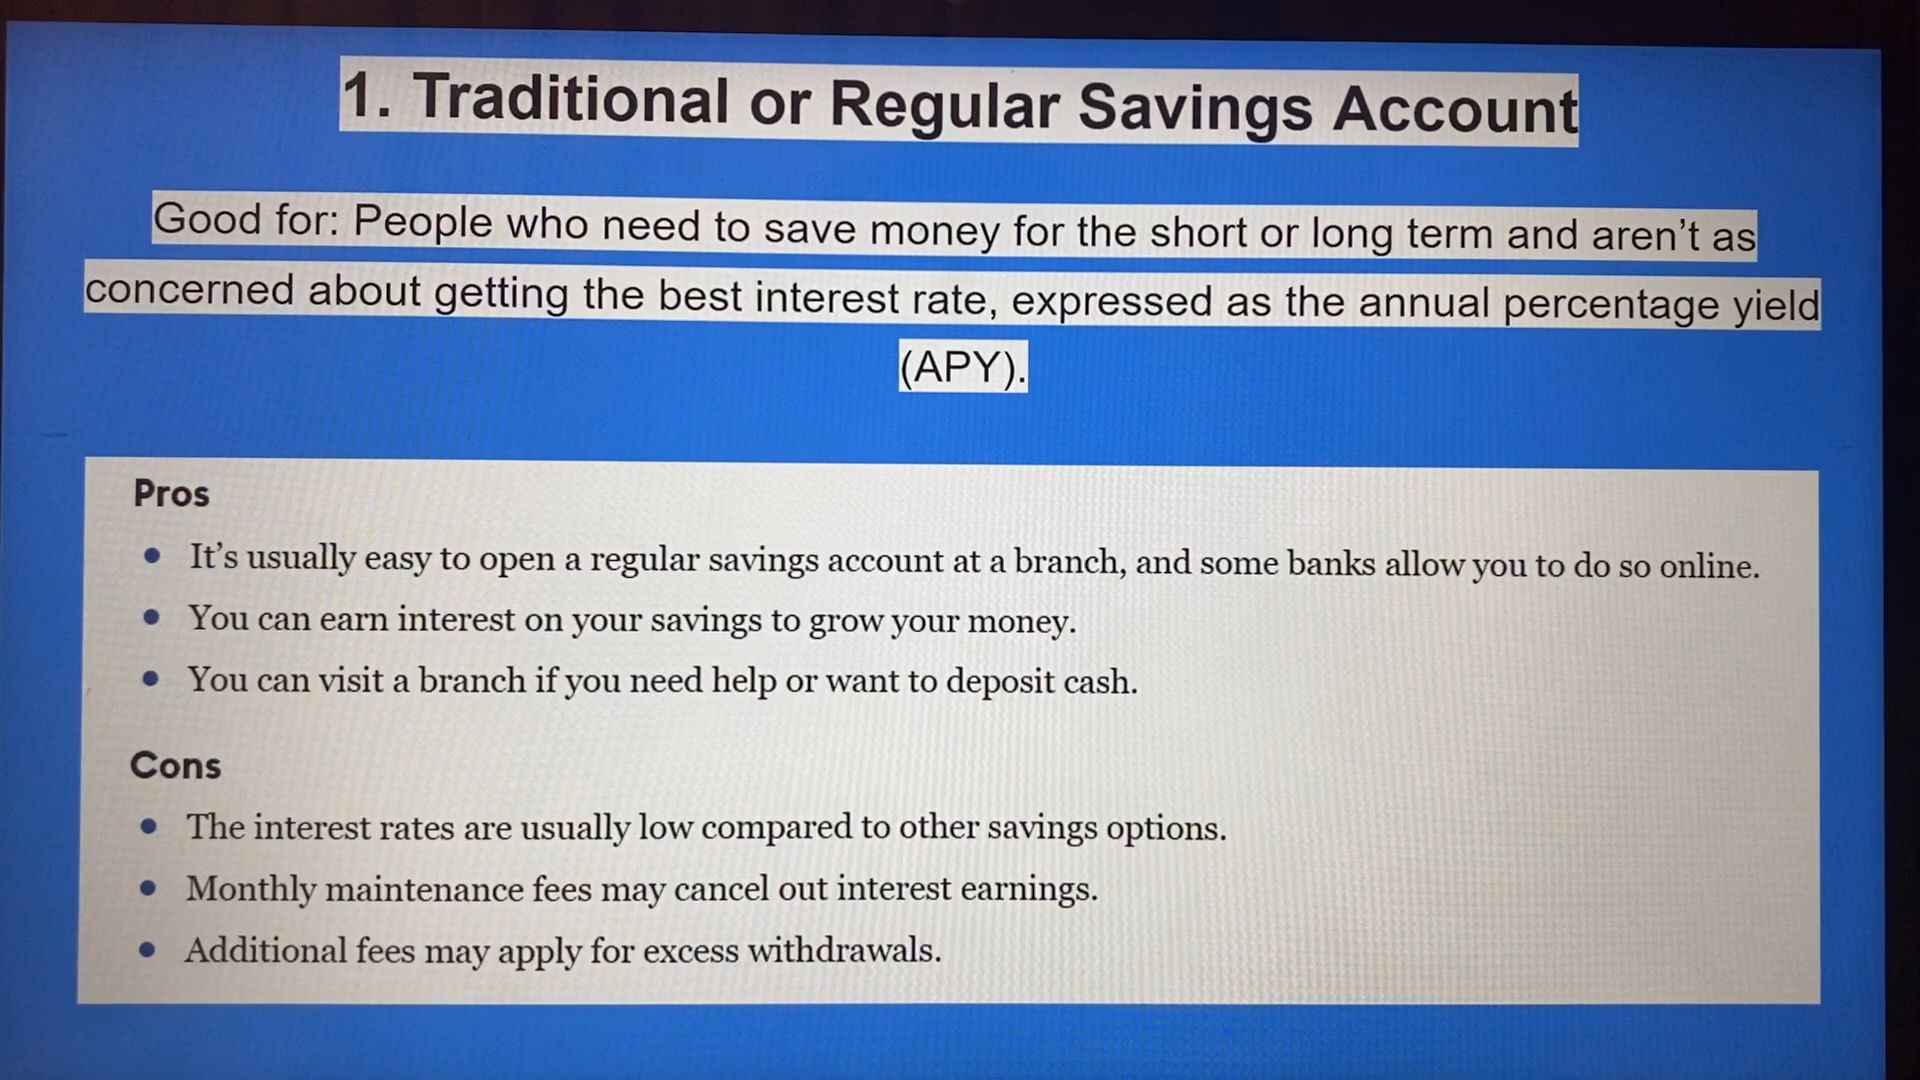 1. Traditional or Regular Savings Account
Good for: People who need to save money for the short or long term and aren’t as
concerned about getting the best interest rate, expressed as the annual percentage yield
(APY).
Pros
• It’s usually easy to open a regular savings account at a branch, and some banks allow you to do so online.
• You can earn interest on your savings to grow your money.
• You can visit a branch if you need help or want to deposit cash.
Cons
• The interest rates are usually low compared to other savings options.
• Monthly maintenance fees may cancel out interest earnings.
• Additional fees may apply for excess withdrawals.